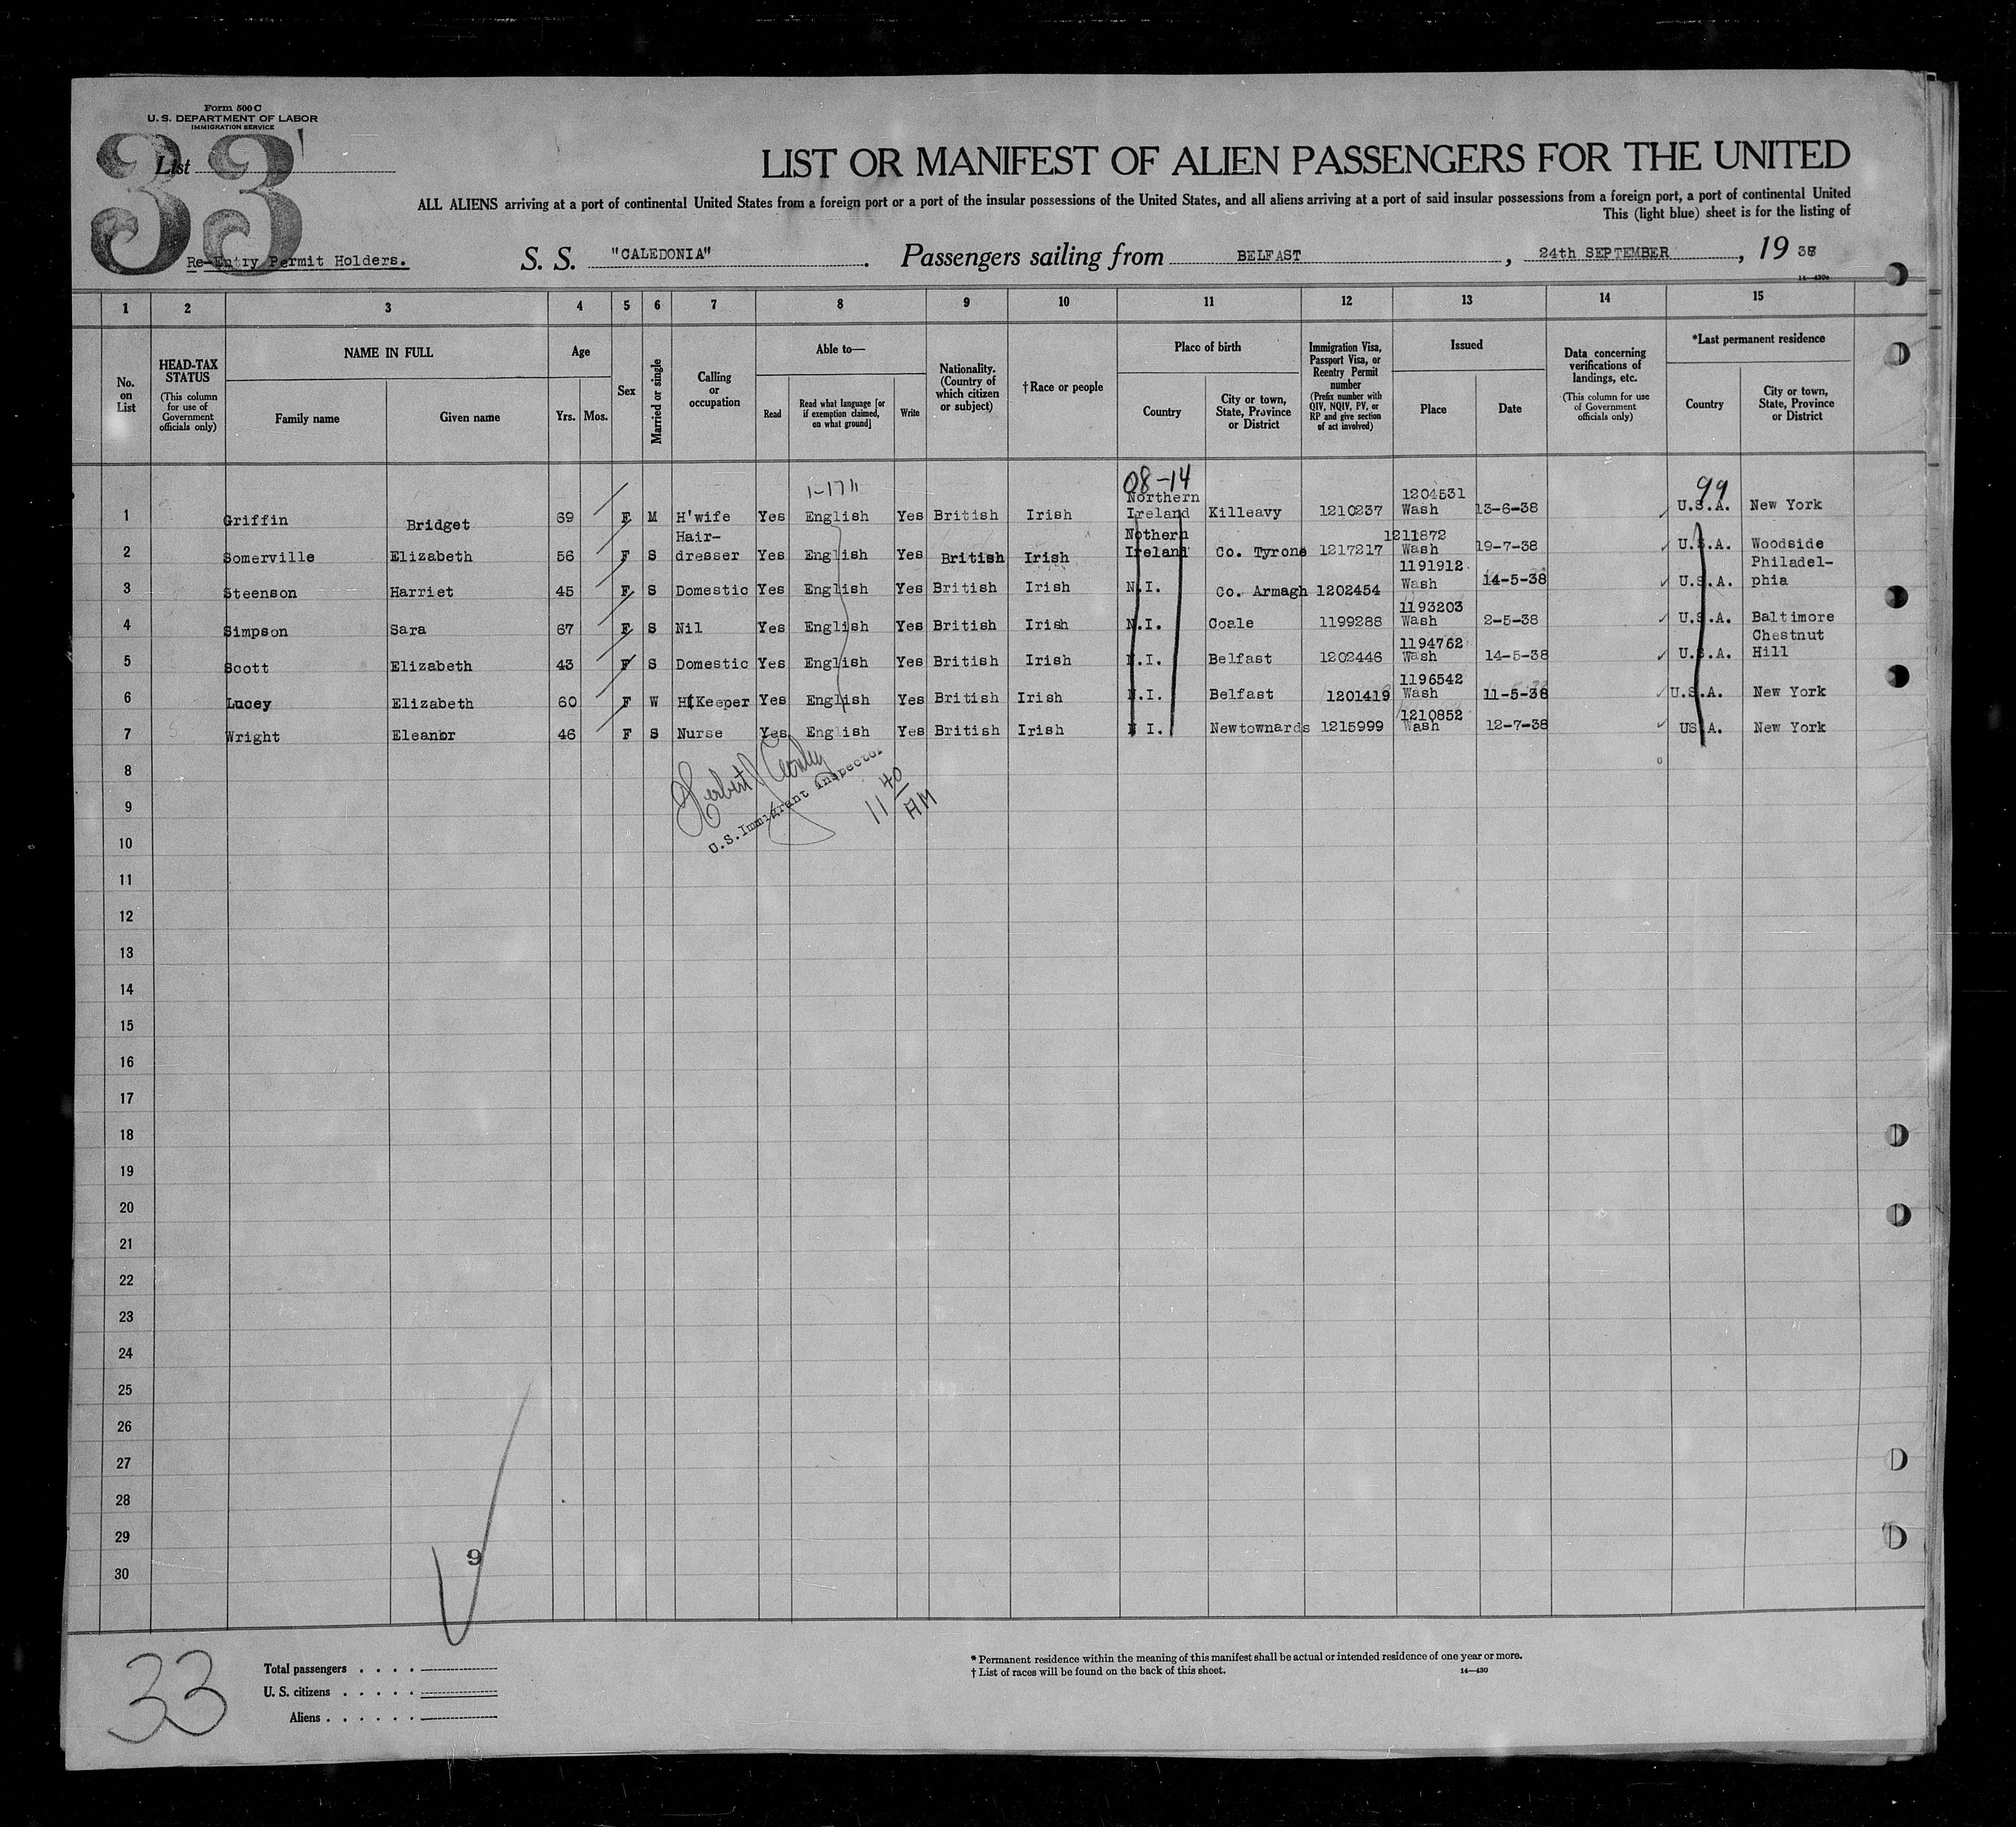 Form 500 C
U. S. DEPARTMENT OF LABOR
IMMIGRATION SERVICE
33
List
LIST OR MANIFEST OF ALIEN PASSENGERS FOR THE UNITED
ALL ALIENS arriving at a port of continental United States from a foreign port or a port of the insular possessions of the United States, and all aliens arriving at a port of said insular possessions from a foreign port, a port of continental United
This (light blue) sheet is for the listing of
Re-Entry Permit Holders.
S. S. "CALEDONIA". Passengers sailing from BELFAST, 24th SEPTEMBER, 19 38
14—430a
1 2 3 4 5 6 7 8 9 10 11 12 13 14 15
No. on List
HEAD-TAX STATUS (This column for use of Government officials only)
NAME IN FULL
Family name
Given name
Age
Yrs. Mos.
Sex
Married or single
Calling or occupation
Able to—
Read
Read what language [or if exemption claimed, on what ground]
Write
Nationality. (Country of which citizen or subject)
†Race or people
Place of birth
Country
City or town, State, Province or District
Immigration Visa, Passport Visa, or Reentry Permit number (Prefix number with QIV, NQIV, PV, or RP and give section of act involved)
Issued
Place
Date
Data concerning verifications of landings, etc. (This column for use of Government officials only)
*Last permanent residence
Country
City or town, State, Province or District
08-14
99
1 Griffin Bridget 69 F M H'wife Yes English Yes British Irish Northern Ireland Killeavy 1210237 1204531 Wash 13-6-38 U.S.A. New York
2 Somerville Elizabeth 56 F S Hair-dresser Yes English Yes British Irish Nothern Ireland Co. Tyrone 1217217 1211872 Wash 19-7-38 U.S.A. Woodside
3 Steenson Harriet 45 F S Domestic Yes English Yes British Irish N.I. Co. Armagh 1202454 1191912 Wash 14-5-38 U.S.A. Philadel-phia
4 Simpson Sara 67 F S Nil Yes English Yes British Irish N.I. Coale 1199288 1193203 Wash 2-5-38 U.S.A. Baltimore
5 Scott Elizabeth 43 F S Domestic Yes English Yes British Irish N.I. Belfast 1202446 1194762 Wash 14-5-38 U.S.A. Chestnut Hill
6 Lucey Elizabeth 60 F W H'Keeper Yes English Yes British Irish N.I. Belfast 1201419 1196542 Wash 11-5-38 U.S.A. New York
7 Wright Eleanor 46 F S Nurse Yes English Yes British Irish N I. Newtownards 1215999 1210852 Wash 12-7-38 US A. New York
8
U.S.Immigrant Inspector
11 40 AM
9
10
11
12
13
14
15
16
17
18
19
20
21
22
23
24
25
26
27
28
29
9
30
33
Total passengers
U. S. citizens
Aliens
* Permanent residence within the meaning of this manifest shall be actual or intended residence of one year or more.
† List of races will be found on the back of this sheet.
14—430